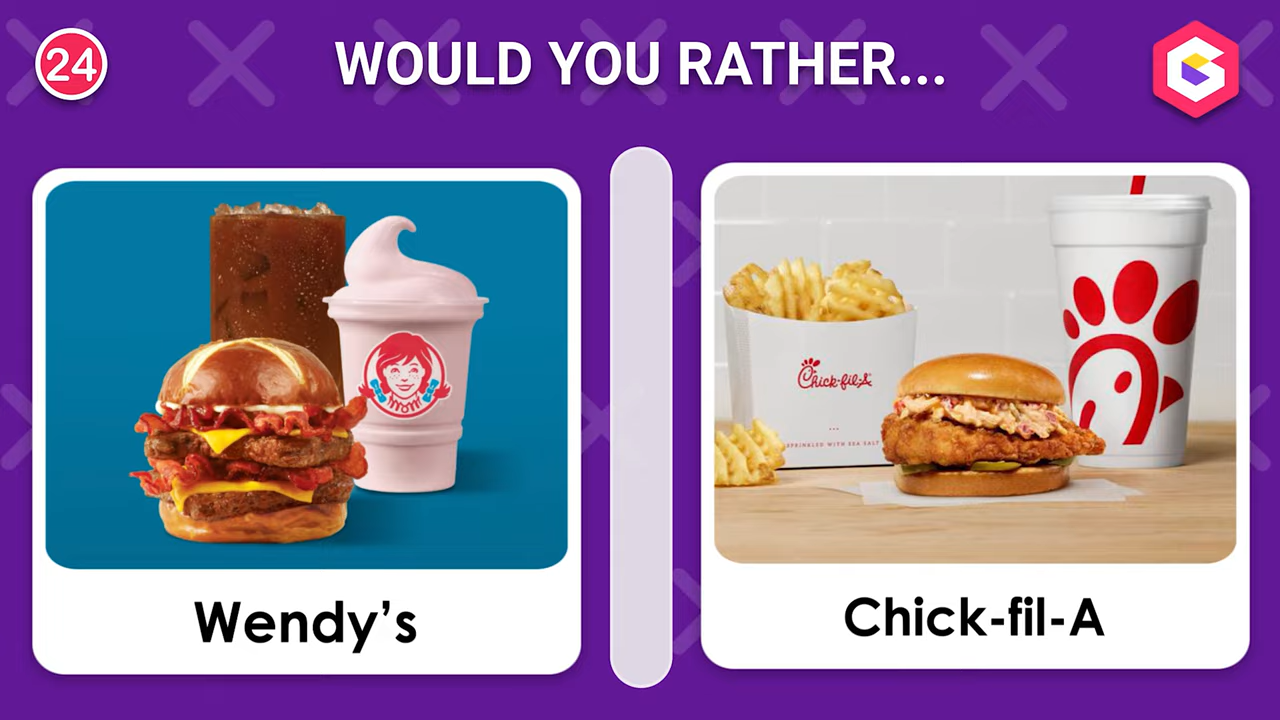 24
WOULD YOU RATHER...
Chick-fil-A
SPRINKLED WITH SEA SALT
Wendy's
Chick-fil-A